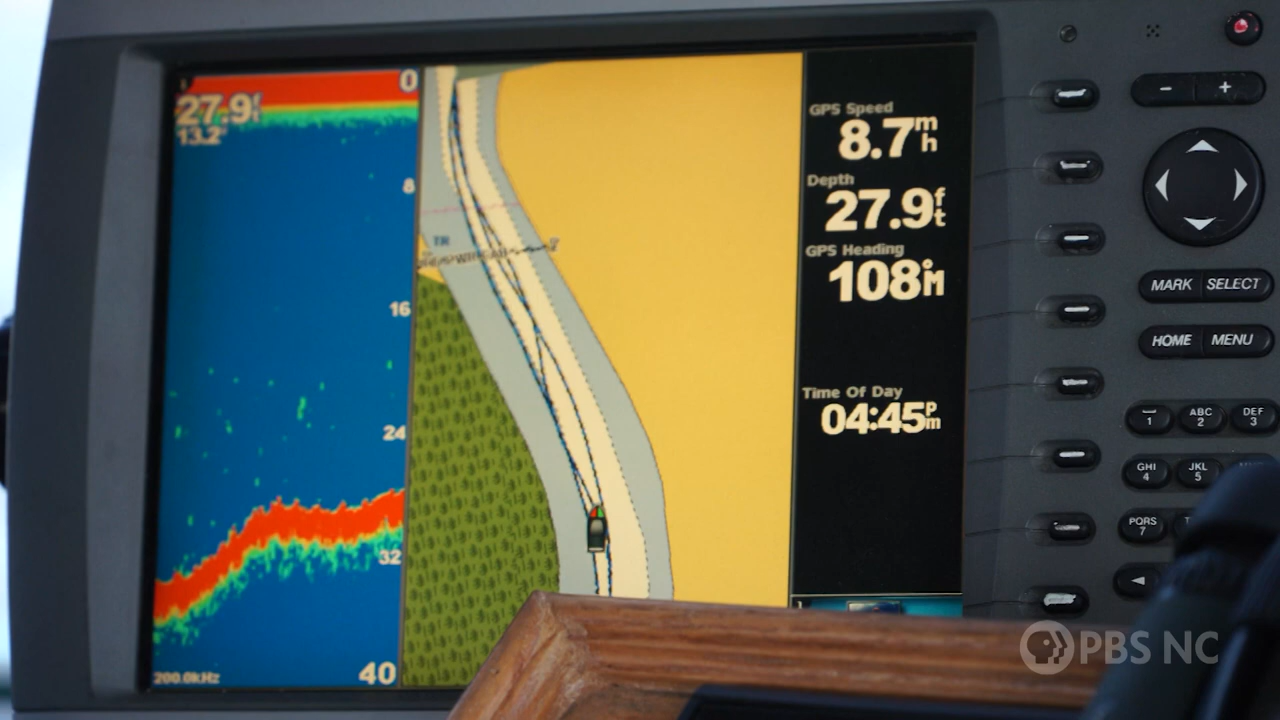 27.9ft
13.2'
0
8
16
24
32
40
200.0kHz
TR
GPS Speed
8.7mh
Depth
27.9ft
GPS Heading
108°M
Time Of Day
04:45Pm
- +
MARK SELECT
HOME MENU
1 ABC 2 DEF 3
GHI 4 JKL 5
PQRS 7
PBS NC